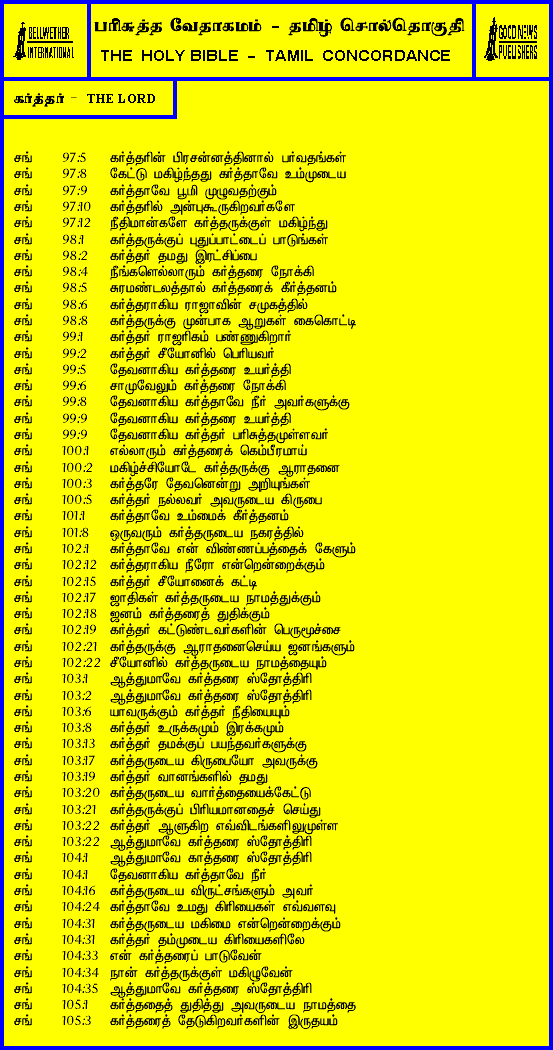 BELLWETHER INTERNATIONAL
பரிசுத்த வேதாகமம் - தமிழ் சொல்தொகுதி
THE HOLY BIBLE - TAMIL CONCORDANCE
GOOD NEWS PUBLISHERS
கர்த்தர் - THE LORD
சங் 97:5 கர்த்தரின் பிரசன்னத்தினால் பர்வதங்கள்
சங் 97:8 கேட்டு மகிழ்ந்தது கர்த்தாவே உம்முடைய
சங் 97:9 கர்த்தாவே பூமி முழுவதற்கும்
சங் 97:10 கர்த்தரில் அன்புகூருகிறவர்களே
சங் 97:12 நீதிமான்களே கர்த்தருக்குள் மகிழ்ந்து
சங் 98:1 கர்த்தருக்குப் புதுப்பாட்டைப் பாடுங்கள்
சங் 98:2 கர்த்தர் தமது இரட்சிப்பை
சங் 98:4 நீங்களெல்லாரும் கர்த்தரை நோக்கி
சங் 98:5 சுரமண்டலத்தால் கர்த்தரைக் கீர்த்தனம்
சங் 98:6 கர்த்தராகிய ராஜாவின் சமுகத்தில்
சங் 98:8 கர்த்தருக்கு முன்பாக ஆறுகள் கைகொட்டி
சங் 99:1 கர்த்தர் ராஜரிகம் பண்ணுகிறார்
சங் 99:2 கர்த்தர் சீயோனில் பெரியவர்
சங் 99:5 தேவனாகிய கர்த்தரை உயர்த்தி
சங் 99:6 சாமுவேலும் கர்த்தரை நோக்கி
சங் 99:8 தேவனாகிய கர்த்தாவே நீர் அவர்களுக்கு
சங் 99:9 தேவனாகிய கர்த்தரை உயர்த்தி
சங் 99:9 தேவனாகிய கர்த்தர் பரிசுத்தமுள்ளவர்
சங் 100:1 எல்லாரும் கர்த்தரைக் கெம்பீரமாய்
சங் 100:2 மகிழ்ச்சியோடே கர்த்தருக்கு ஆராதனை
சங் 100:3 கர்த்தரே தேவனென்று அறியுங்கள்
சங் 100:5 கர்த்தர் நல்லவர் அவருடைய கிருபை
சங் 101:1 கர்த்தாவே உம்மைக் கீர்த்தனம்
சங் 101:8 ஒருவரும் கர்த்தருடைய நகரத்தில்
சங் 102:1 கர்த்தாவே என் விண்ணப்பத்தைக் கேளும்
சங் 102:12 கர்த்தராகிய நீரோ என்றென்றைக்கும்
சங் 102:15 கர்த்தர் சீயோனைக் கட்டி
சங் 102:17 ஜாதிகள் கர்த்தருடைய நாமத்துக்கும்
சங் 102:18 ஜனம் கர்த்தரைத் துதிக்கும்
சங் 102:19 கர்த்தர் கட்டுண்டவர்களின் பெருமூச்சை
சங் 102:21 கர்த்தருக்கு ஆராதனைசெய்ய ஜனங்களும்
சங் 102:22 சீயோனில் கர்த்தருடைய நாமத்தையும்
சங் 103:1 ஆத்துமாவே கர்த்தரை ஸ்தோத்திரி
சங் 103:2 ஆத்துமாவே கர்த்தரை ஸ்தோத்திரி
சங் 103:6 யாவருக்கும் கர்த்தர் நீதியையும்
சங் 103:8 கர்த்தர் உருக்கமும் இரக்கமும்
சங் 103:13 கர்த்தர் தமக்குப் பயந்தவர்களுக்கு
சங் 103:17 கர்த்தருடைய கிருபையோ அவருக்கு
சங் 103:19 கர்த்தர் வானங்களில் தமது
சங் 103:20 கர்த்தருடைய வார்த்தையைக்கேட்டு
சங் 103:21 கர்த்தருக்குப் பிரியமானதைச் செய்து
சங் 103:22 கர்த்தர் ஆளுகிற எவ்விடங்களிலுமுள்ள
சங் 103:22 ஆத்துமாவே கர்த்தரை ஸ்தோத்திரி
சங் 104:1 ஆத்துமாவே காத்தரை ஸ்தோத்திரி
சங் 104:1 தேவனாகிய கர்த்தாவே நீர்
சங் 104:16 கர்த்தருடைய விருட்சங்களும் அவர்
சங் 104:24 கர்த்தாவே உமது கிரியைகள் எவ்வளவு
சங் 104:31 கர்த்தருடைய மகிமை என்றென்றைக்கும்
சங் 104:31 கர்த்தர் தம்முடைய கிரியைகளிலே
சங் 104:33 என் கர்த்தரைப் பாடுவேன்
சங் 104:34 நான் கர்த்தருக்குள் மகிழுவேன்
சங் 104:35 ஆத்துமாவே கர்த்தரை ஸ்தோத்திரி
சங் 105:1 கர்த்ததைத் துதித்து அவருடைய நாமத்தை
சங் 105:3 கர்த்தரைத் தேடுகிறவர்களின் இருதயம்